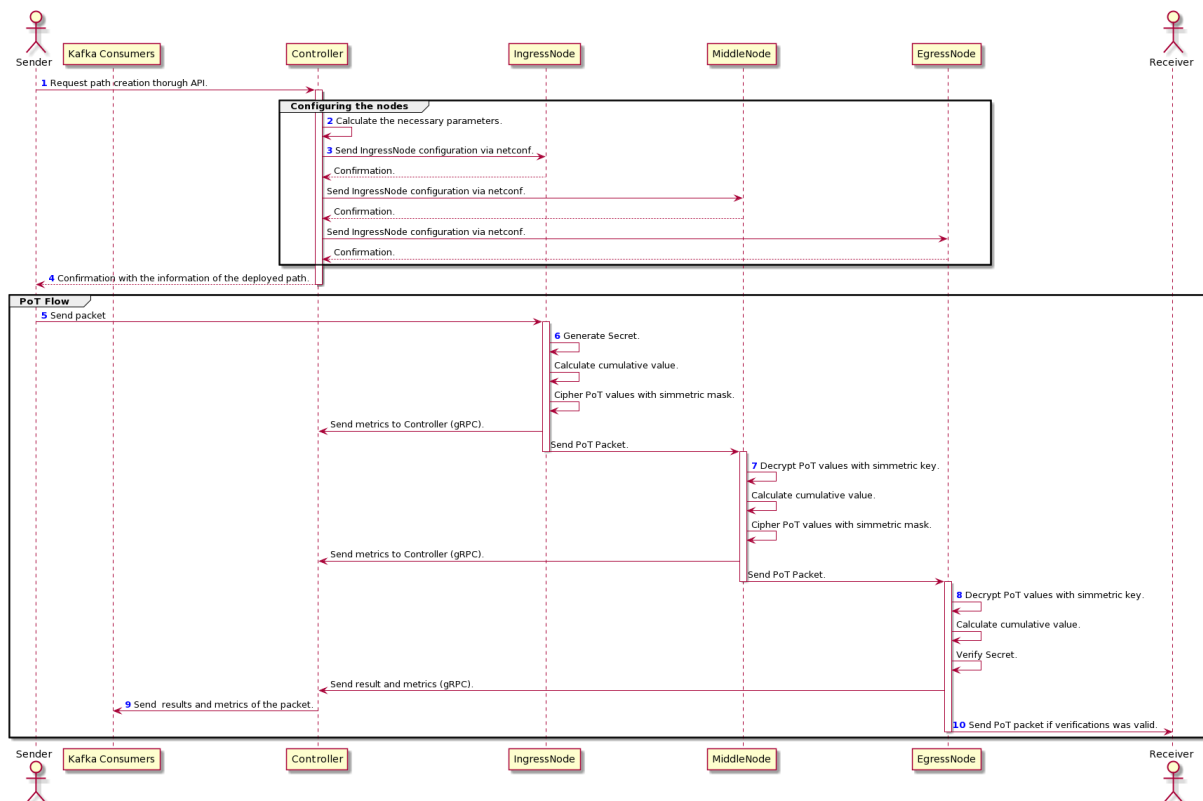 Sender
Kafka Consumers
Controller
IngressNode
MiddleNode
EgressNode
Receiver
1 Request path creation thorugh API.
Configuring the nodes
2 Calculate the necessary parameters.
3 Send IngressNode configuration via netconf.
Confirmation.
Send IngressNode configuration via netconf.
Confirmation.
Send IngressNode configuration via netconf.
Confirmation.
4 Confirmation with the information of the deployed path.
PoT Flow
5 Send packet
6 Generate Secret.
Calculate cumulative value.
Cipher PoT values with simmetric mask.
Send metrics to Controller (gRPC).
Send PoT Packet.
7 Decrypt PoT values with simmetric key.
Calculate cumulative value.
Cipher PoT values with simmetric mask.
Send metrics to Controller (gRPC).
Send PoT Packet.
8 Decrypt PoT values with simmetric key.
Calculate cumulative value.
Verify Secret.
Send result and metrics (gRPC).
9 Send  results and metrics of the packet.
10 Send PoT packet if verifications was valid.
Sender
Kafka Consumers
Controller
IngressNode
MiddleNode
EgressNode
Receiver